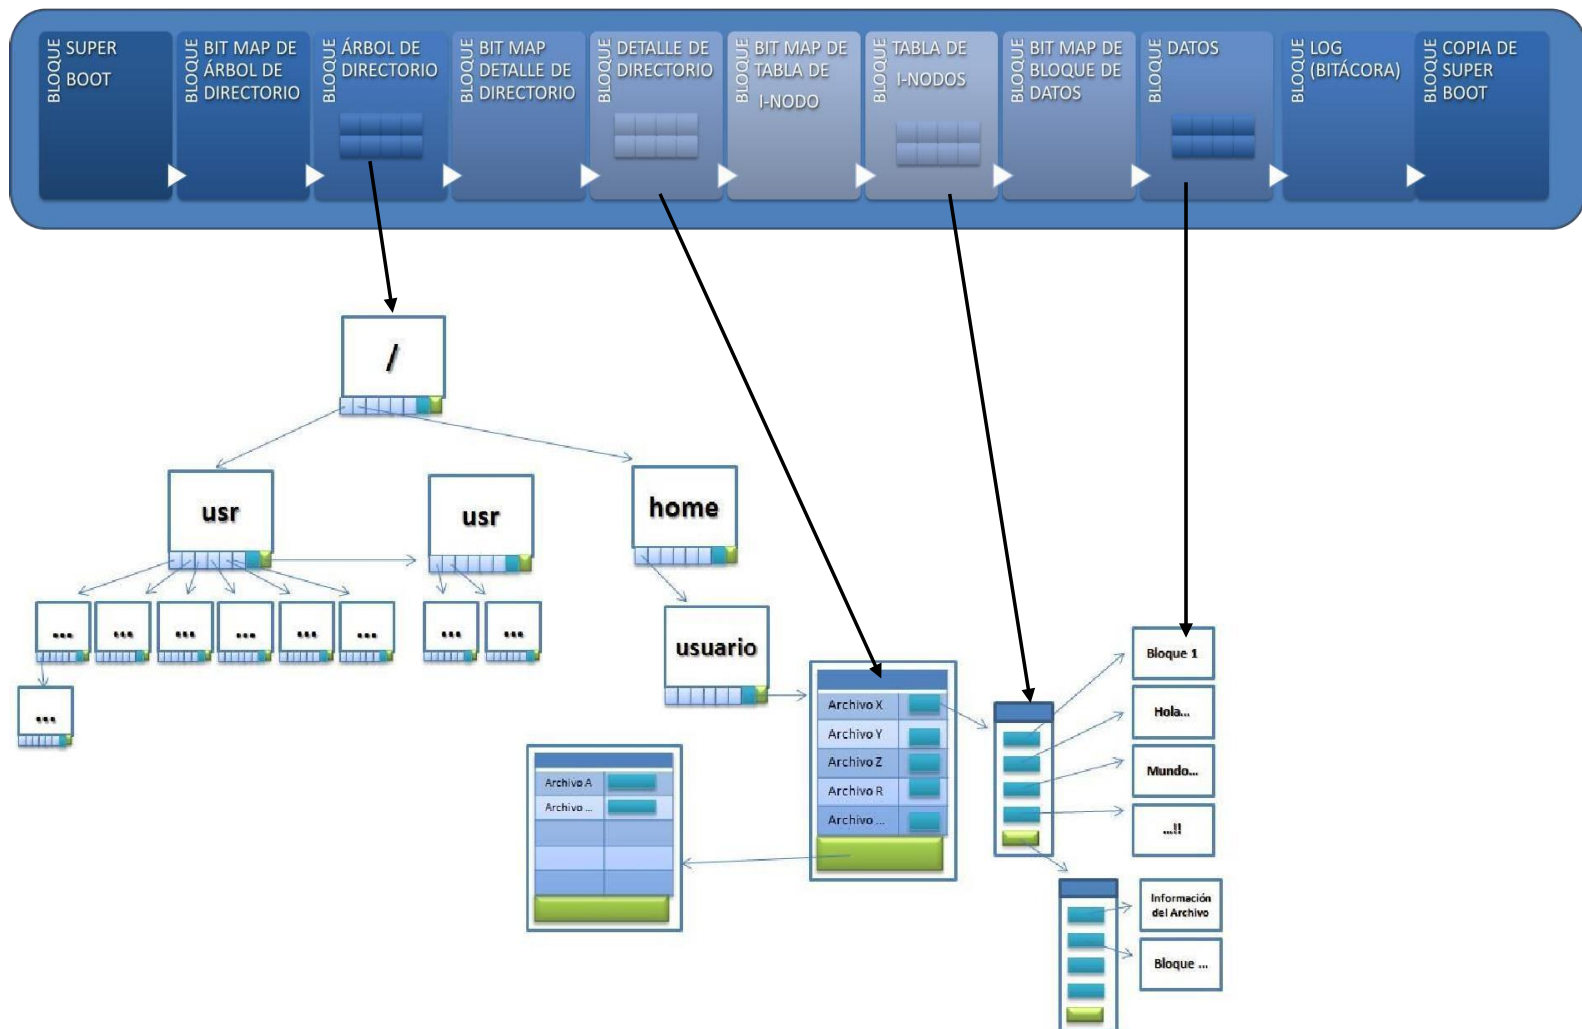 BLOQUE
SUPER
BOOT
BLOQUE
BIT MAP DE
ÁRBOL DE
DIRECTORIO
BLOQUE
ÁRBOL DE
DIRECTORIO
BLOQUE
BIT MAP
DETALLE DE
DIRECTORIO
BLOQUE
DETALLE DE
DIRECTORIO
BLOQUE
BIT MAP DE
TABLA DE
I-NODO
BLOQUE
TABLA DE
I-NODOS
BLOQUE
BIT MAP DE
BLOQUE DE
DATOS
BLOQUE
DATOS
BLOQUE
LOG
(BITÁCORA)
BLOQUE
COPIA DE
SUPER
BOOT
/
usr
usr
home
...
...
...
...
...
...
...
...
usuario
...
Archivo X
Archivo Y
Archivo Z
Archivo R
Archivo ...
Archivo A
Archivo ...
Bloque 1
Hola...
Mundo...
...!!
Información
del Archivo
Bloque ...